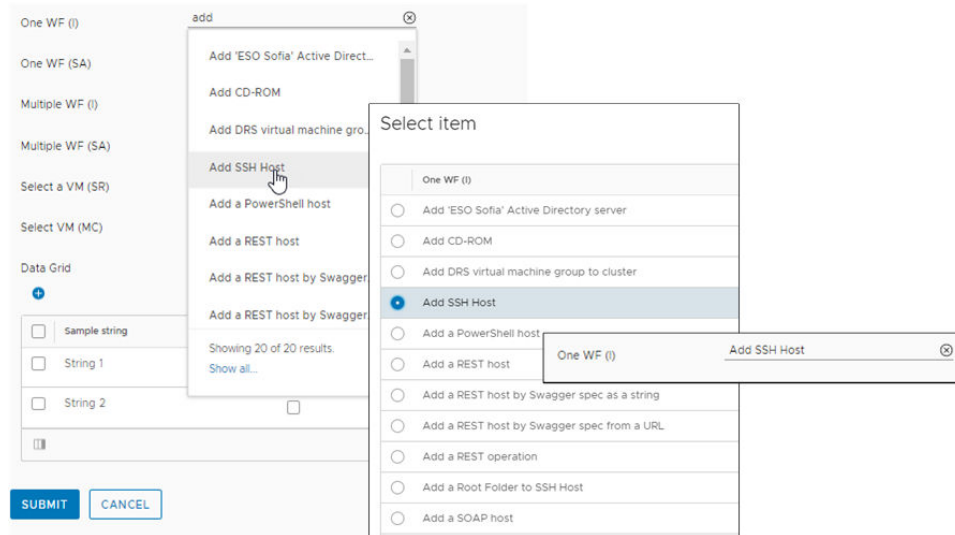 One WF (I)
add
One WF (SA)
Multiple WF (I)
Multiple WF (SA)
Select a VM (SR)
Select VM (MC)
Data Grid
Sample string
String 1
String 2
SUBMIT
CANCEL
Add 'ESO Sofia' Active Direct...
Add CD-ROM
Add DRS virtual machine gro..
Add SSH Host
Add a PowerShell host
Add a REST host
Add a REST host by Swagger
Add a REST host by Swagger
Showing 20 of 20 results.
Show all...
Select item
One WF (I)
Add 'ESO Sofia' Active Directory server
Add CD-ROM
Add DRS virtual machine group to cluster
Add SSH Host
Add a PowerShell host
Add a REST host
Add a REST host by Swagger spec as a string
Add a REST host by Swagger spec from a URL
Add a REST operation
Add a Root Folder to SSH Host
Add a SOAP host
One WF (I)
Add SSH Host